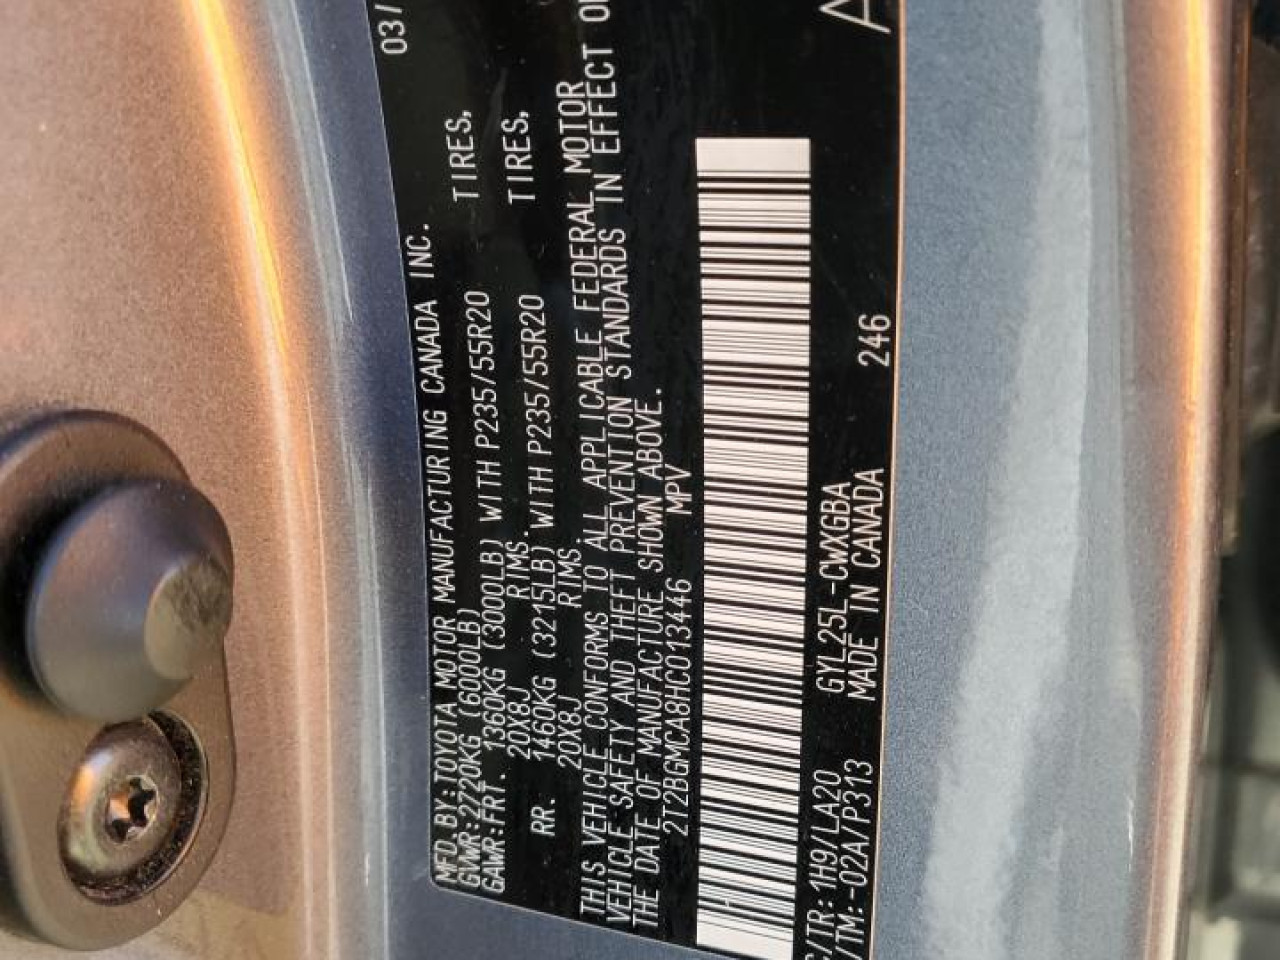 MFD.BY:TOYOTA MOTOR MANUFACTURING CANADA INC. 03/
GVWR:2720KG (6000LB)
GAWR:FRT. 1360KG (3000LB) WITH P235/55R20 TIRES,
20X8J RIMS.
RR. 1460KG (3215LB) WITH P235/55R20 TIRES,
20X8J RIMS
THIS VEHICLE CONFORMS TO ALL APPLICABLE FEDERAL MOTOR
VEHICLE SAFETY AND THEFT PREVENTION STANDARDS IN EFFECT
THE DATE OF MANUFACTURE SHOWN ABOVE.
2T2BGMCA8HC013446 MPV
C/TR:1H9/LA20 GYL25L-CWXGBA 246
/TM:-02A/P313 MADE IN CANADA